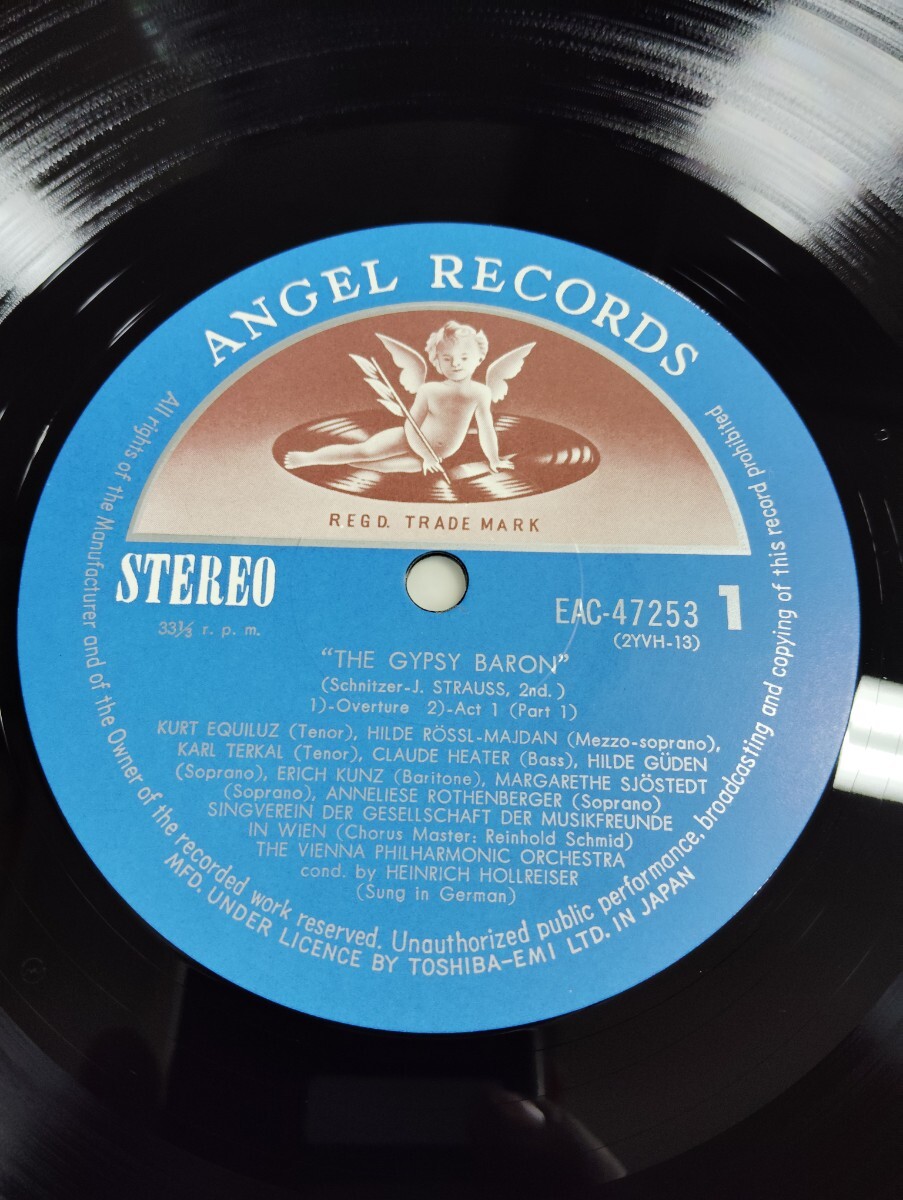 ANGEL RECORDS
REGD. TRADE MARK
STEREO
33⅓ r. p. m.
EAC-47253 1
(2YVH-13)
"THE GYPSY BARON"
(Schnitzer-J. STRAUSS, 2nd.)
1)-Overture 2)-Act 1 (Part 1)
KURT EQUILUZ (Tenor), HILDE RÖSSL-MAJDAN (Mezzo-soprano),
KARL TERKAL (Tenor), CLAUDE HEATER (Bass), HILDE GÜDEN
(Soprano), ERICH KUNZ (Baritone), MARGARETHE SJÖSTEDT
(Soprano), ANNELIESE ROTHENBERGER (Soprano)
SINGVEREIN DER GESELLSCHAFT DER MUSIKFREUNDE
IN WIEN (Chorus Master: Reinhold Schmid)
THE VIENNA PHILHARMONIC ORCHESTRA
cond. by HEINRICH HOLLREISER
(Sung in German)
All rights of the Manufacturer and of the Owner of the recorded work reserved. Unauthorized public performance, broadcasting and copying of this record prohibited
MFD. UNDER LICENCE BY TOSHIBA-EMI LTD. IN JAPAN